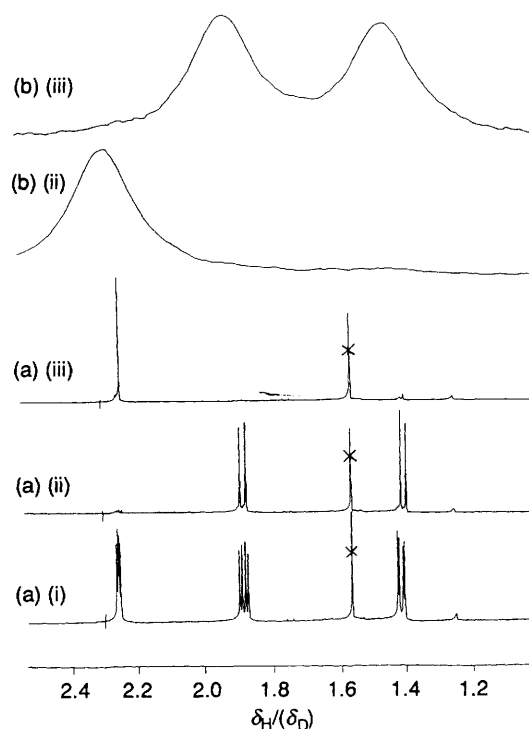 (b) (iii)
(b) (ii)
(a) (iii)
(a) (ii)
(a) (i)
2.4 2.2 2.0 1.8 1.6 1.4 1.2
δH/(δD)